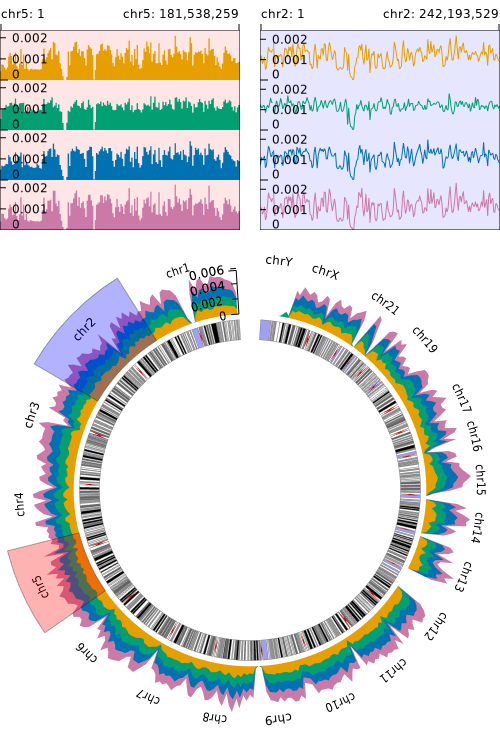 chr5: 1 chr5: 181,538,259 chr2: 1 chr2: 242,193,529
0.002
0.001
0
0.002
0.001
0
0.002
0.001
0
0.002
0.001
0
0.002
0.001
0
0.002
0.001
0
0.002
0.001
0
0.002
0.001
0
chrY
chrX
chr21
chr19
chr17
chr16
chr15
chr14
chr13
chr12
chr11
chr10
chr9
chr8
chr7
chr6
chr5
chr4
chr3
chr2
chr1
0.006
0.004
0.002
0